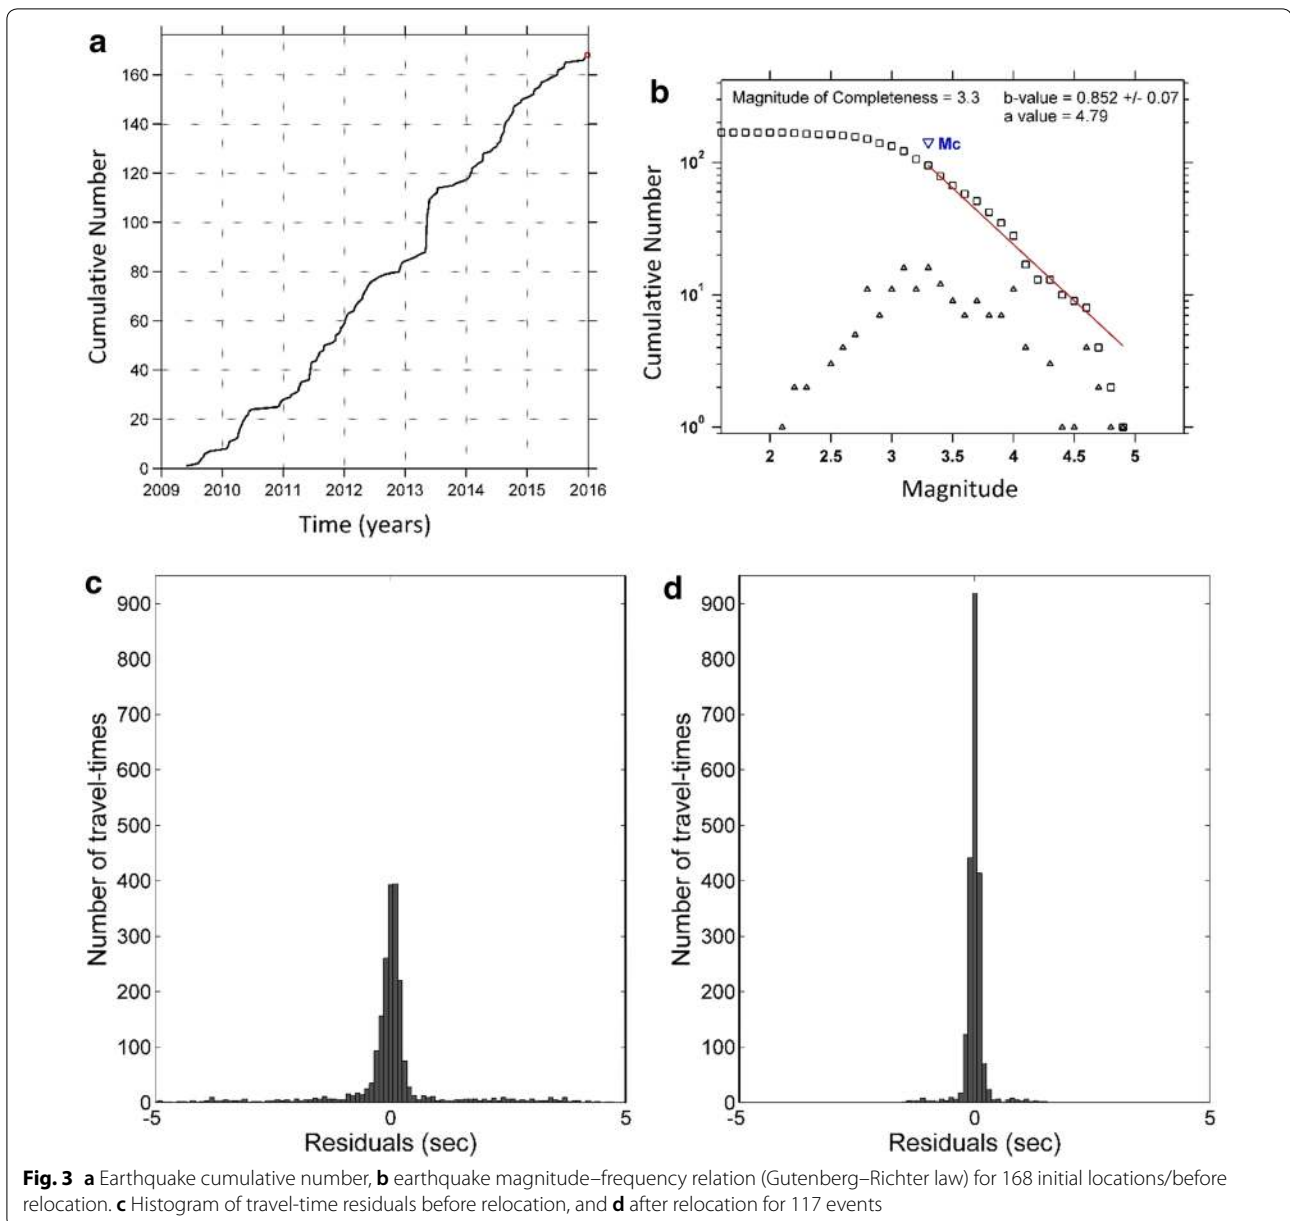 a
160
140
120
100
80
60
40
20
0
Cumulative Number
2009 2010 2011 2012 2013 2014 2015 2016
Time (years)
b
Magnitude of Completeness = 3.3 b-value = 0.852 +/- 0.07
a value = 4.79
Mc
10²
10¹
10⁰
Cumulative Number
2 2.5 3 3.5 4 4.5 5
Magnitude
c
900
800
700
600
500
400
300
200
100
0
Number of travel-times
-5 0 5
Residuals (sec)
d
900
800
700
600
500
400
300
200
100
0
Number of travel-times
-5 0 5
Residuals (sec)
Fig. 3 a Earthquake cumulative number, b earthquake magnitude–frequency relation (Gutenberg–Richter law) for 168 initial locations/before
relocation. c Histogram of travel-time residuals before relocation, and d after relocation for 117 events